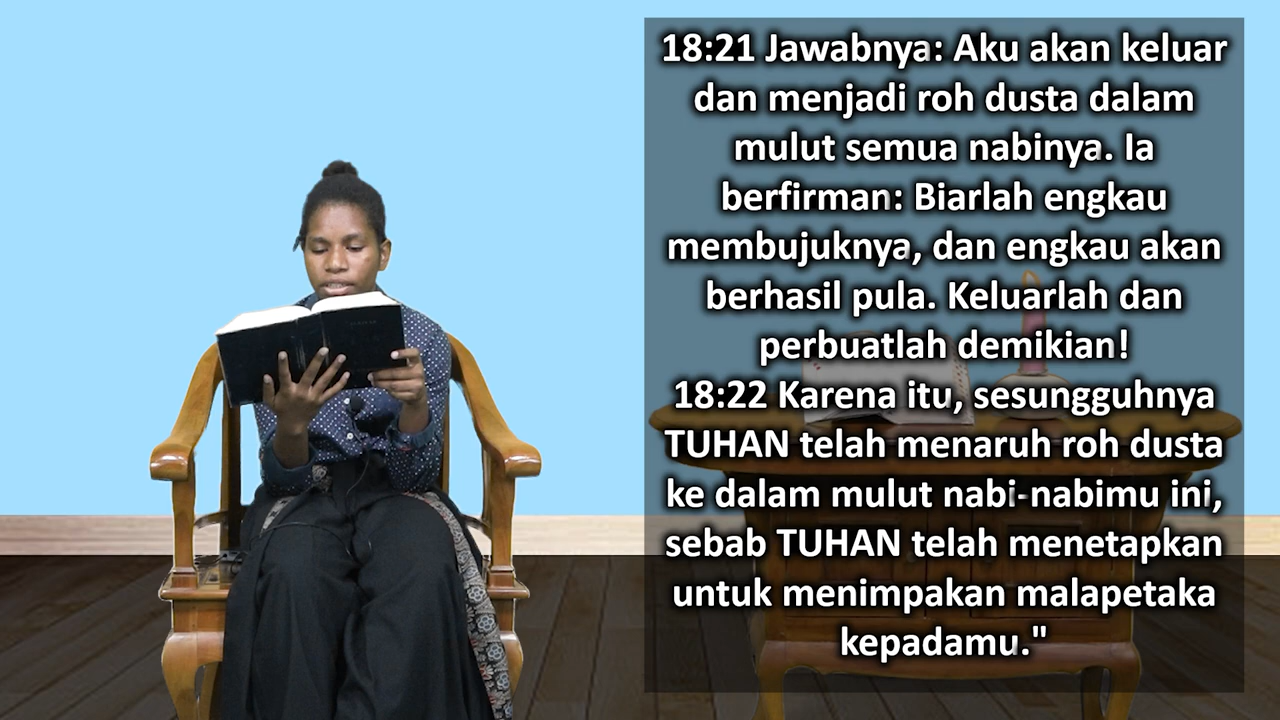 18:21 Jawabnya: Aku akan keluar
dan menjadi roh dusta dalam
mulut semua nabinya. Ia
berfirman: Biarlah engkau
membujuknya, dan engkau akan
berhasil pula. Keluarlah dan
perbuatlah demikian!
18:22 Karena itu, sesungguhnya
TUHAN telah menaruh roh dusta
ke dalam mulut nabi-nabimu ini,
sebab TUHAN telah menetapkan
untuk menimpakan malapetaka
kepadamu."